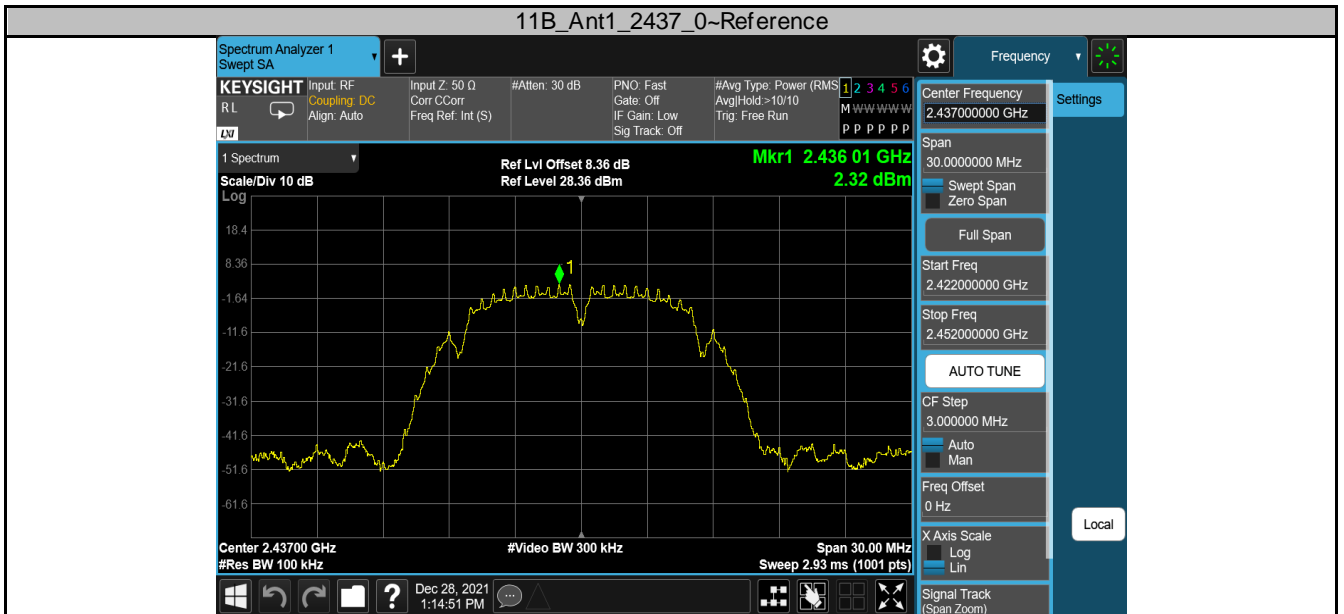 11B_Ant1_2437_0~Reference
Spectrum Analyzer 1
Swept SA
+
Frequency
KEYSIGHT
R L
LXI
Input: RF
Coupling: DC
Align: Auto
Input Z: 50 Ω
Corr CCorr
Freq Ref: Int (S)
#Atten: 30 dB
PNO: Fast
Gate: Off
IF Gain: Low
Sig Track: Off
#Avg Type: Power (RMS
Avg|Hold:>10/10
Trig: Free Run
1 2 3 4 5 6
M W W W W W
P P P P P P
Center Frequency
2.437000000 GHz
Settings
1 Spectrum
Scale/Div 10 dB
Ref Lvl Offset 8.36 dB
Ref Level 28.36 dBm
Mkr1 2.436 01 GHz
2.32 dBm
Span
30.0000000 MHz
Swept Span
Zero Span
Full Span
Start Freq
2.422000000 GHz
Stop Freq
2.452000000 GHz
AUTO TUNE
CF Step
3.000000 MHz
Auto
Man
Freq Offset
0 Hz
X Axis Scale
Log
Lin
Signal Track
(Span Zoom)
Local
Log
18.4
8.36
-1.64
-11.6
-21.6
-31.6
-41.6
-51.6
-61.6
1
Center 2.43700 GHz
#Res BW 100 kHz
#Video BW 300 kHz
Span 30.00 MHz
Sweep 2.93 ms (1001 pts)
?
Dec 28, 2021
1:14:51 PM